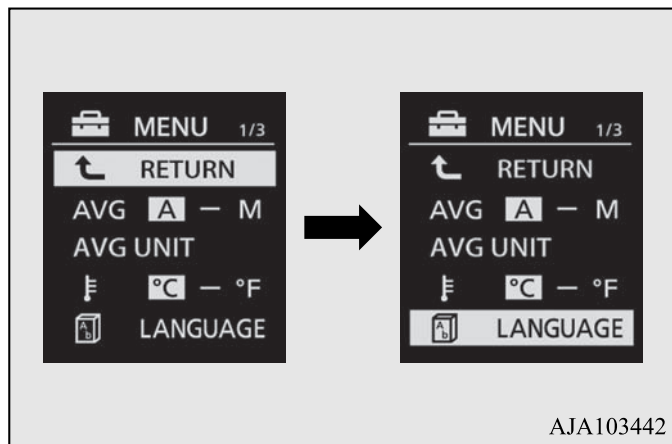 MENU 1/3
RETURN
AVG A — M
AVG UNIT
°C — °F
LANGUAGE
MENU 1/3
RETURN
AVG A — M
AVG UNIT
°C — °F
LANGUAGE
AJA103442